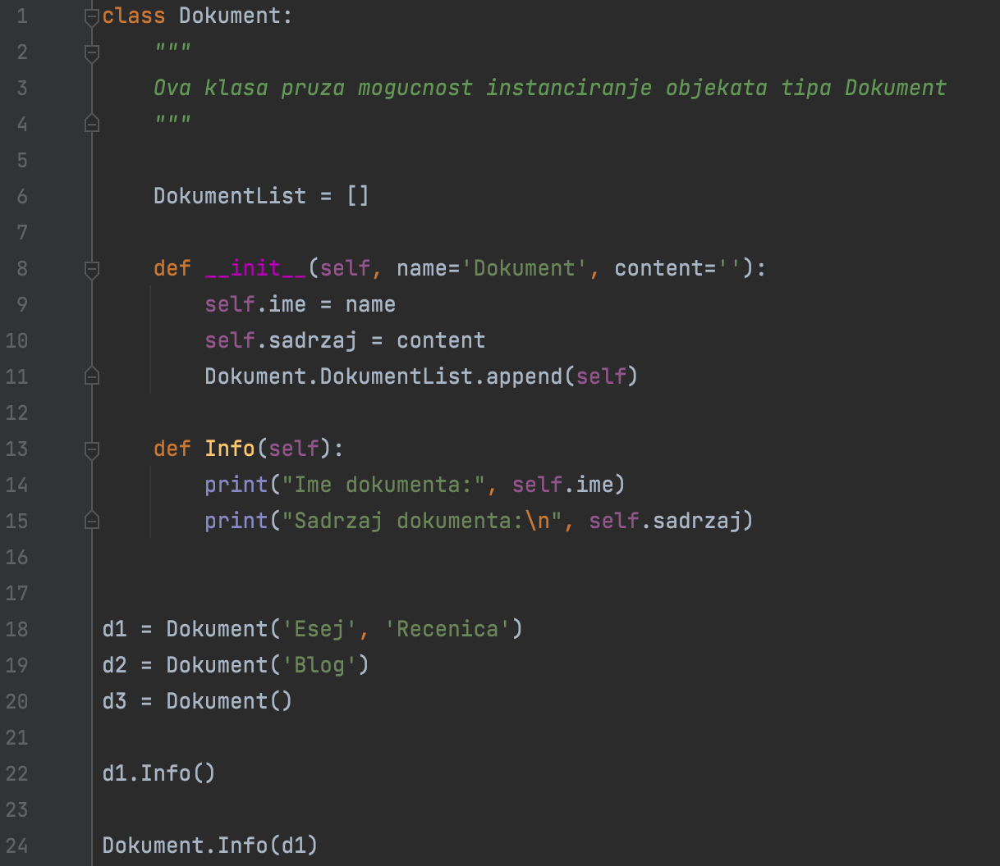 1 class Dokument:
2     """
3     Ova klasa pruza mogucnost instanciranje objekata tipa Dokument
4     """
5
6     DokumentList = []
7
8     def __init__(self, name='Dokument', content=''):
9         self.ime = name
10         self.sadrzaj = content
11         Dokument.DokumentList.append(self)
12
13     def Info(self):
14         print("Ime dokumenta:", self.ime)
15         print("Sadrzaj dokumenta:\n", self.sadrzaj)
16
17
18 d1 = Dokument('Esej', 'Recenica')
19 d2 = Dokument('Blog')
20 d3 = Dokument()
21
22 d1.Info()
23
24 Dokument.Info(d1)